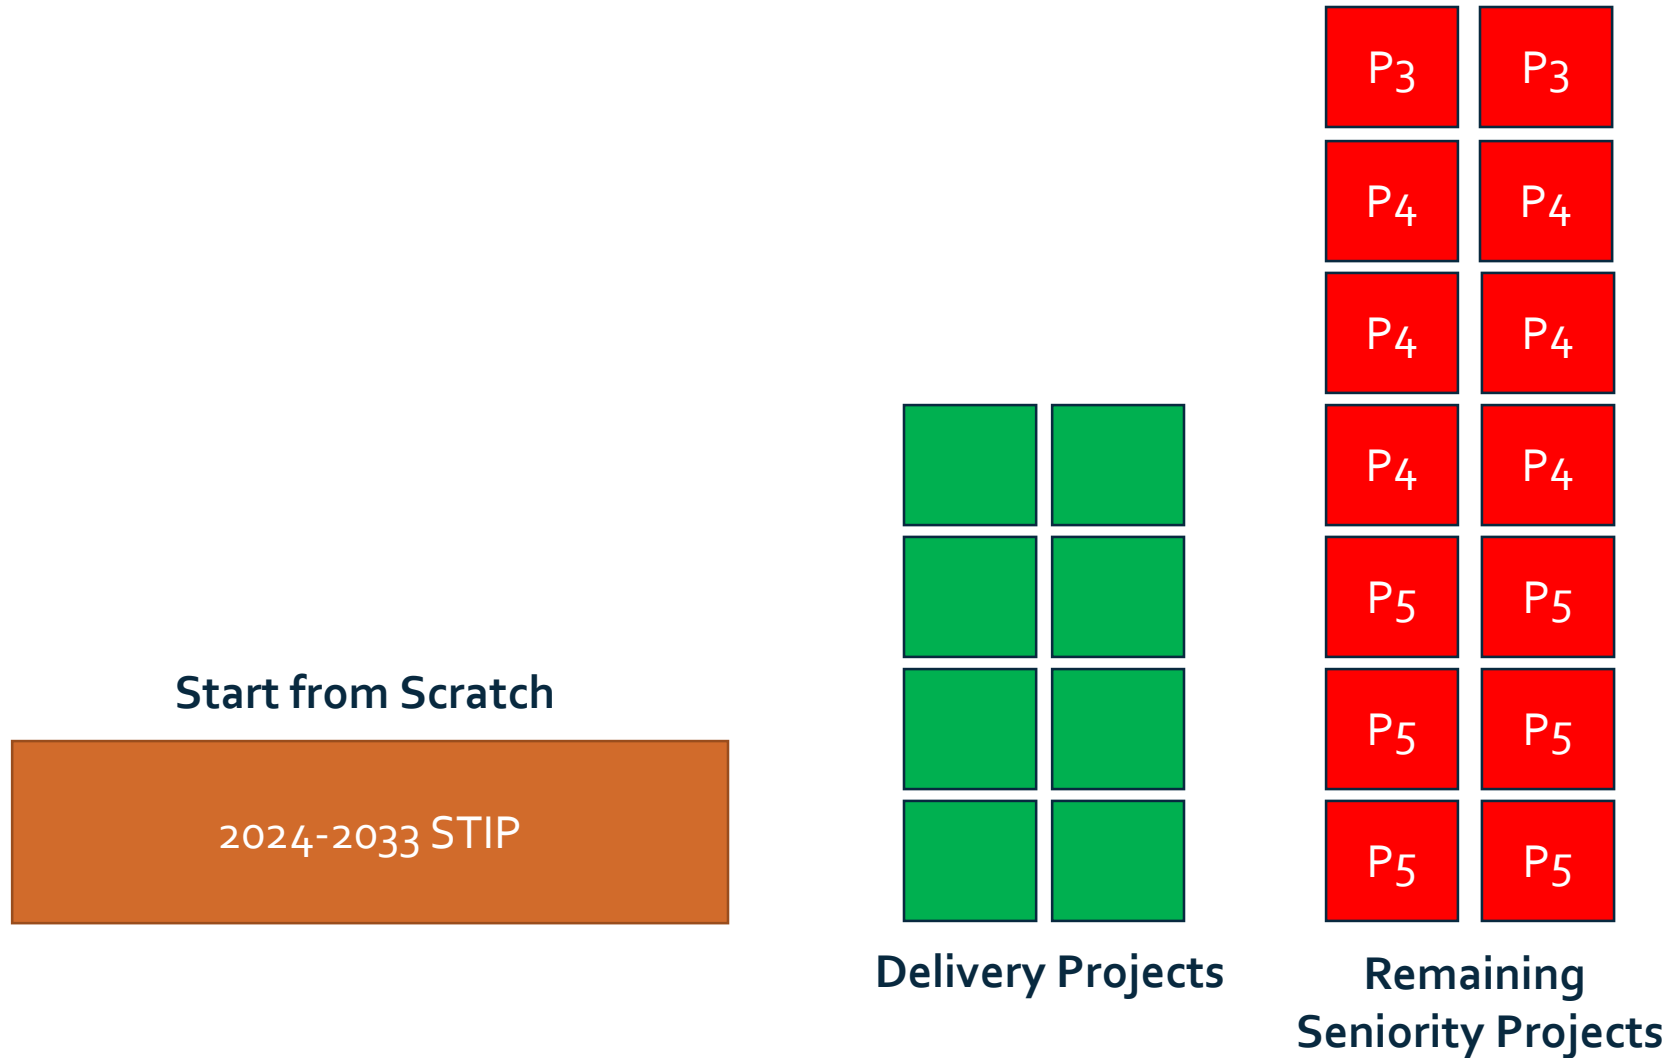 P3 P3
P4 P4
P4 P4
P4 P4
P5 P5
P5 P5
P5 P5
Start from Scratch
2024-2033 STIP
Delivery Projects
Remaining
Seniority Projects